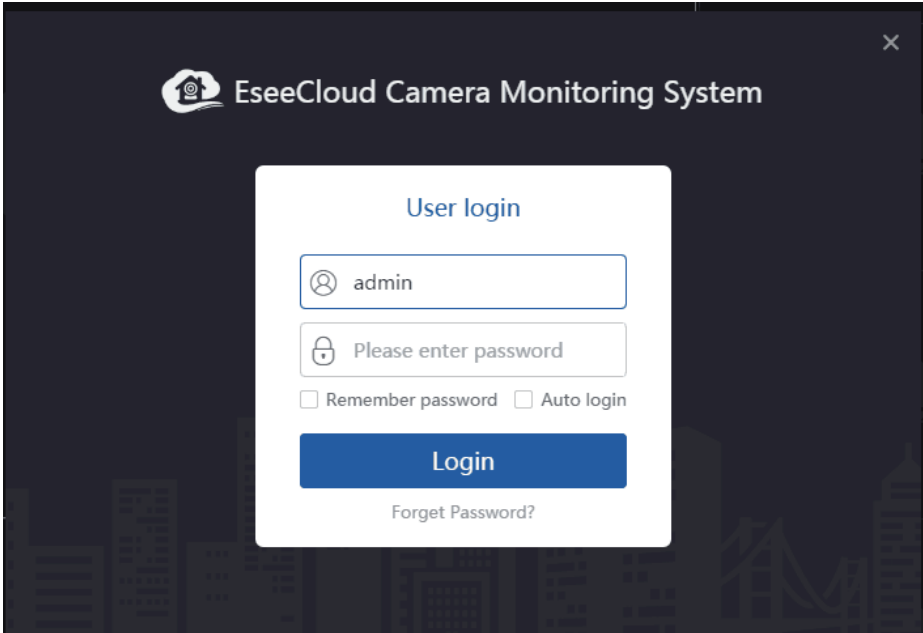 EseeCloud Camera Monitoring System
User login
admin
Please enter password
Remember password Auto login
Login
Forget Password?